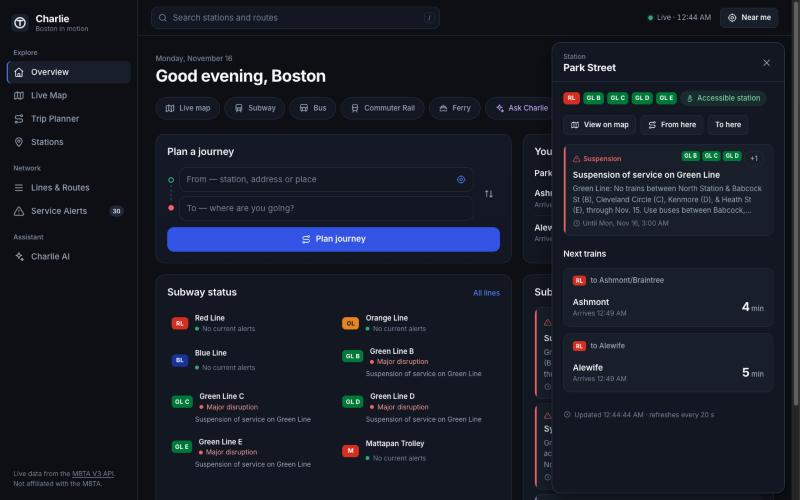 Charlie
Boston in motion
Explore
Overview
Live Map
Trip Planner
Stations
Network
Lines & Routes
Service Alerts 30
Assistant
Charlie AI
Live data from the MBTA V3 API.
Not affiliated with the MBTA.
Search stations and routes /
Live · 12:44 AM
Near me
Monday, November 16
Good evening, Boston
Live map
Subway
Bus
Commuter Rail
Ferry
Ask Charlie
Plan a journey
From — station, address or place
To — where are you going?
Plan journey
Subway status
All lines
RL Red Line
No current alerts
OL Orange Line
No current alerts
BL Blue Line
No current alerts
GL B Green Line B
Major disruption
Suspension of service on Green Line
GL C Green Line C
Major disruption
Suspension of service on Green Line
GL D Green Line D
Major disruption
Suspension of service on Green Line
GL E Green Line E
Major disruption
Suspension of service on Green Line
M Mattapan Trolley
No current alerts
Station
Park Street
RL GL B GL C GL D GL E Accessible station
View on map
From here
To here
Suspension GL B GL C GL D +1
Suspension of service on Green Line
Green Line: No trains between North Station & Babcock
St (B), Cleveland Circle (C), Kenmore (D), & Heath St
(E), through Nov. 15. Use buses between Babcock,...
Until Mon, Nov 16, 3:00 AM
Next trains
RL to Ashmont/Braintree
Ashmont
Arrives 12:49 AM
4 min
RL to Alewife
Alewife
Arrives 12:49 AM
5 min
Updated 12:44:44 AM · refreshes every 20 s